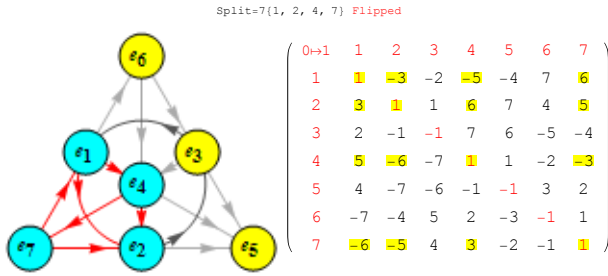 Split=7{1, 2, 4, 7} Flipped
0↦1 1 2 3 4 5 6 7
1 1 -3 -2 -5 -4 7 6
2 3 1 1 6 7 4 5
3 2 -1 -1 7 6 -5 -4
4 5 -6 -7 1 1 -2 -3
5 4 -7 -6 -1 -1 3 2
6 -7 -4 5 2 -3 -1 1
7 -6 -5 4 3 -2 -1 1
e6
e1
e3
e4
e7
e2
e5